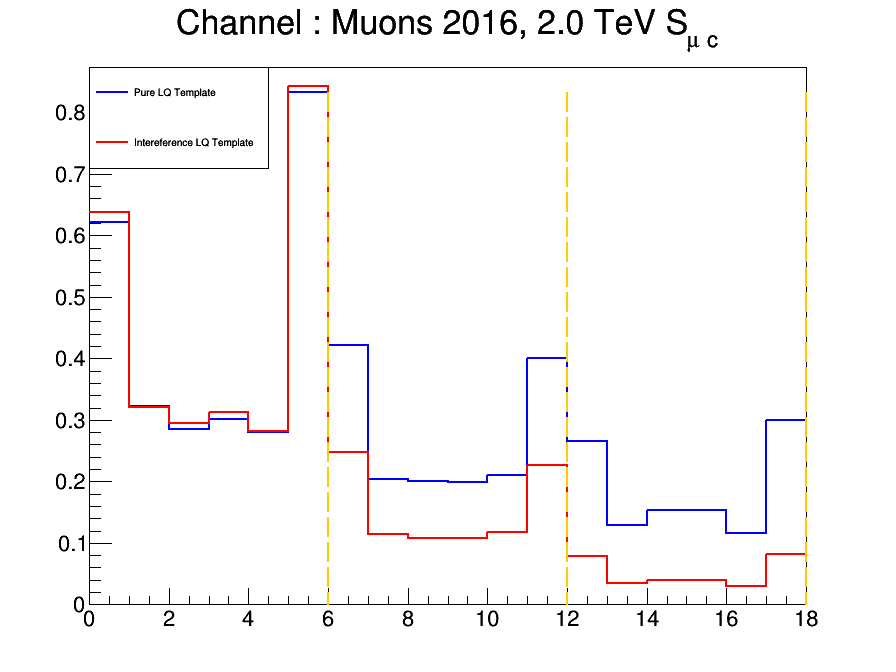 Channel : Muons 2016, 2.0 TeV S μ c
Pure LQ Template
Intereference LQ Template
0.8
0.7
0.6
0.5
0.4
0.3
0.2
0.1
0
0 2 4 6 8 10 12 14 16 18